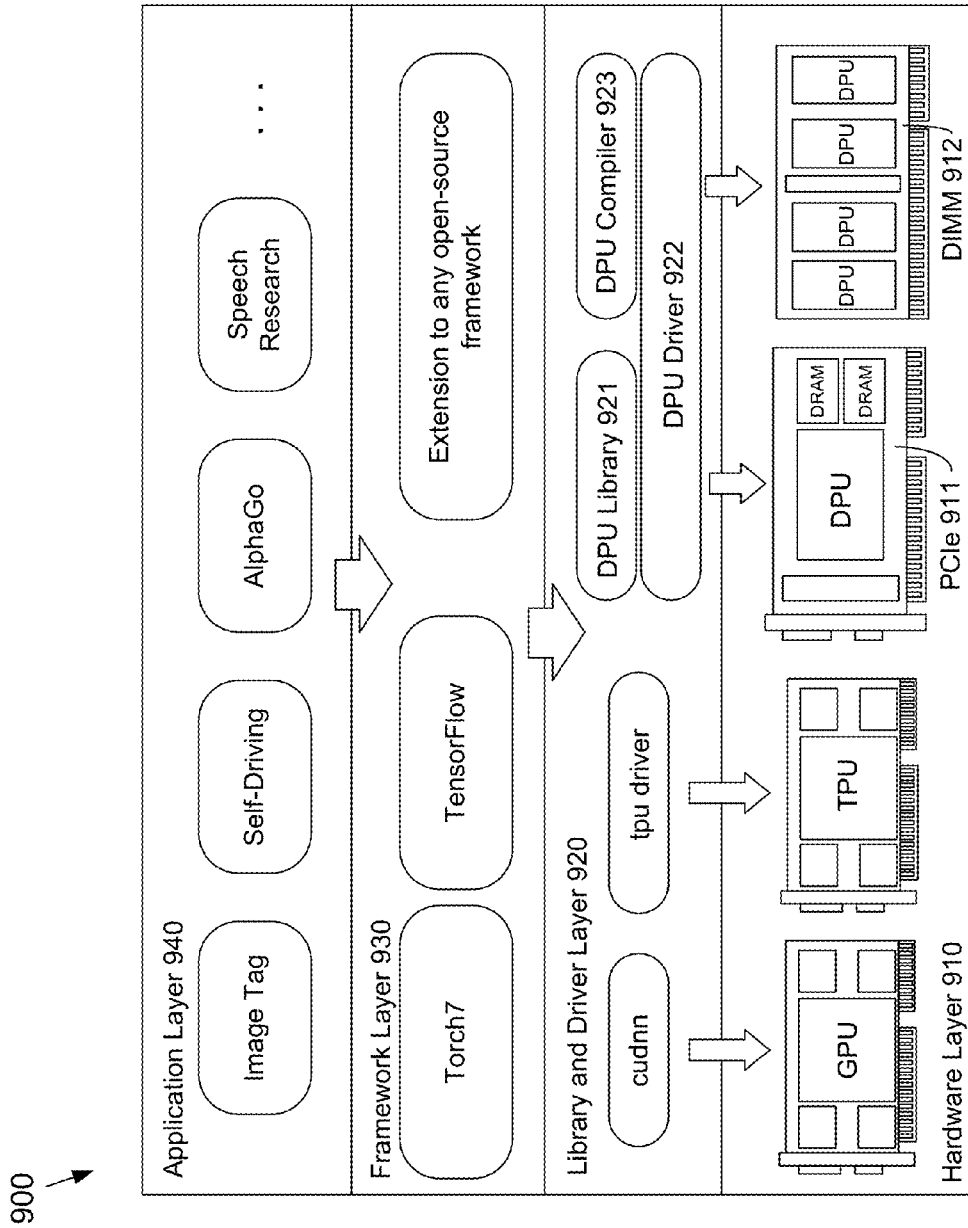 900
Application Layer 940
Image Tag
Self-Driving
AlphaGo
Speech
Research
. . .
Framework Layer 930
Torch7
TensorFlow
Extension to any open-source
framework
Library and Driver Layer 920
cudnn
tpu driver
DPU Library 921
DPU Compiler 923
DPU Driver 922
GPU
TPU
DPU
DRAM
DRAM
DPU
DPU
DPU
DPU
PCIe 911
DIMM 912
Hardware Layer 910